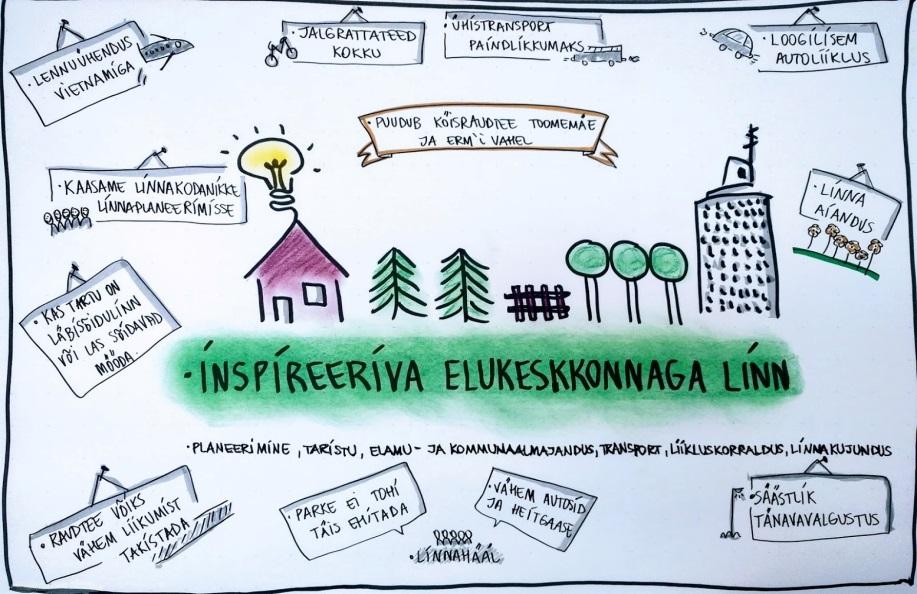 · LENNUÜHENDUS
VIETNAMIGA
· JALGRATTATEED
KOKKU
· ÜHISTRANSPORT
PAINDLIKKUMAKS
· LOOGILISEM
AUTOLIIKLUS
· PUUDUB KÖISRAUDTEE TOOMEMÄE
JA ERM'I VAHEL
· KAASAME LINNAKODANIKKE
LINNAPLANEERIMISSE
· LINNA
AIANDUS
· KAS TARTU ON
LÄBISÕIDULINN
VÕI LAS SÕIDAVAD
MÖÖDA
· INSPIREERIVA ELUKESKKONNAGA LINN
· PLANEERIMINE, TARISTU, ELAMU- JA KOMMUNAALMAJANDUS, TRANSPORT, LIIKLUSKORRALDUS, LINNAKUJUNDUS
· RAUDTEE VÕIKS
VÄHEM LIIKUMIST
TAKISTADA
· PARKE EI TOHI
TÄIS EHITADA
· VÄHEM AUTOSID
JA HEITGAASE
· LINNAHÄÄL
· SÄÄSTLIK
TÄNAVAVALGUSTUS